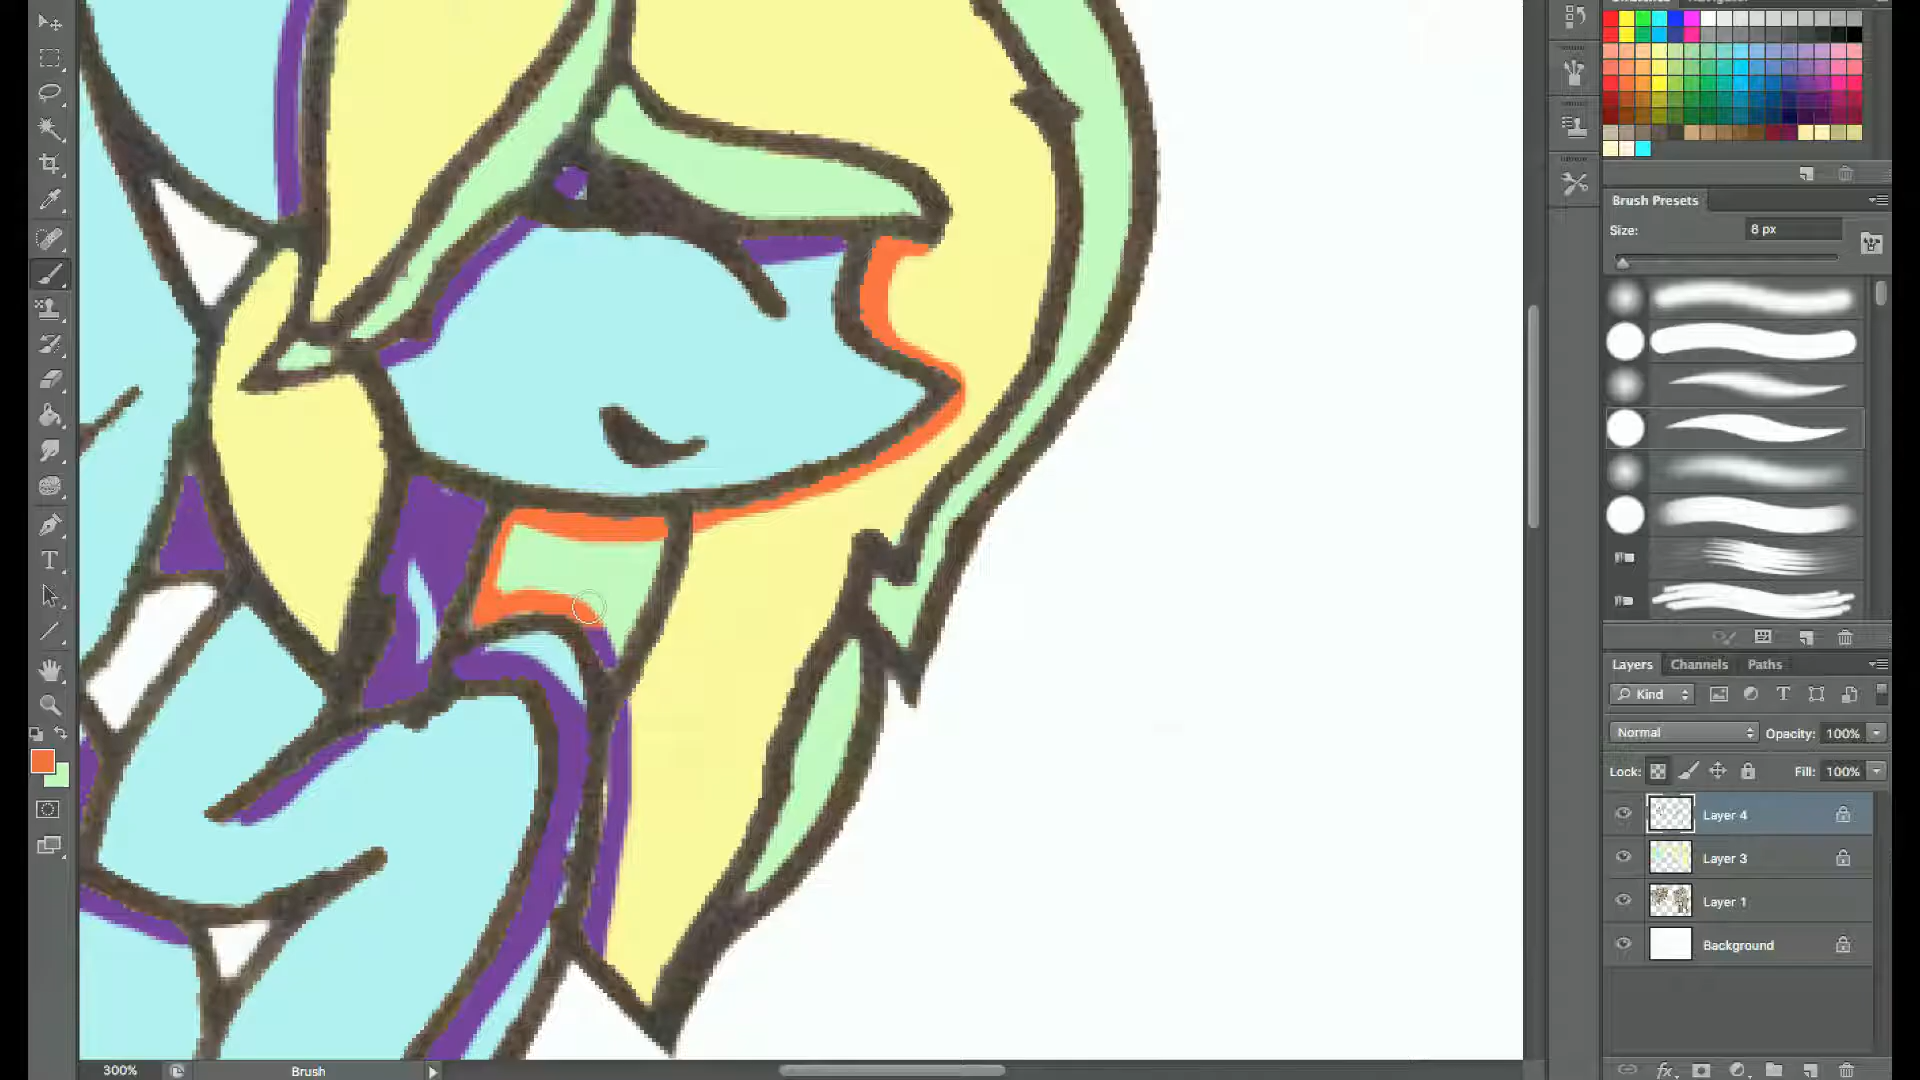 Brush Presets
Size: 8 px
Layers Channels Paths
Kind
Normal Opacity: 100%
Lock: Fill: 100%
Layer 4
Layer 3
Layer 1
Background
300% Brush